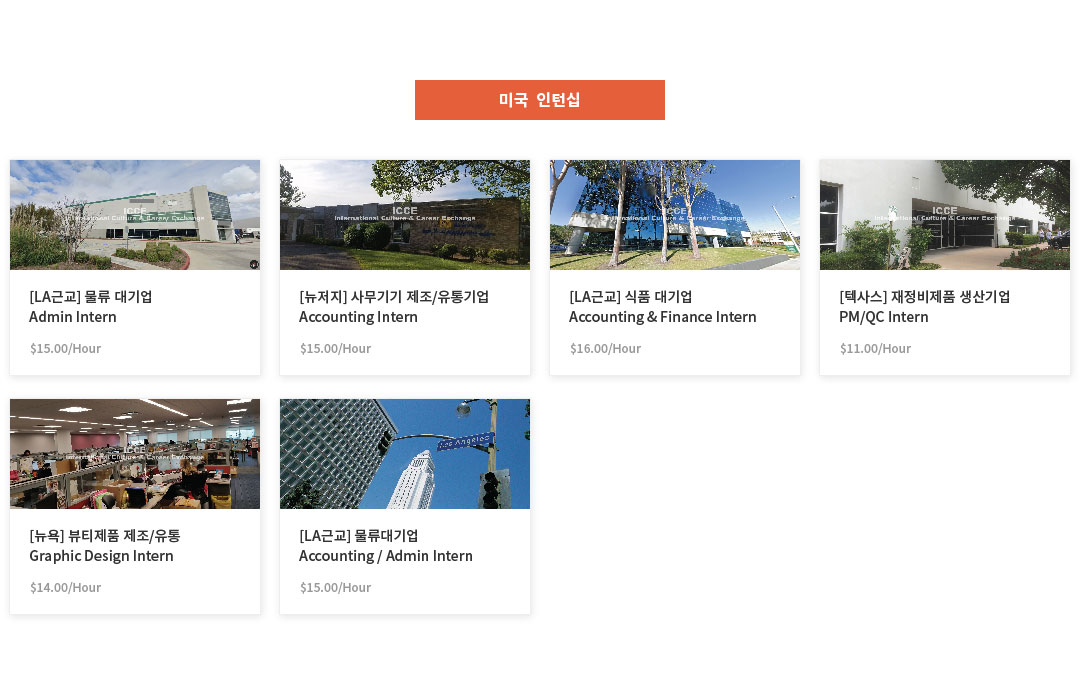 미국 인턴십
ICCE
International Culture & Career Exchange
ICCE
International Culture & Career Exchange
ICCE
International Culture & Career Exchange
ICCE
International Culture & Career Exchange
[LA근교] 물류 대기업
Admin Intern
$15.00/Hour
[뉴저지] 사무기기 제조/유통기업
Accounting Intern
$15.00/Hour
[LA근교] 식품 대기업
Accounting & Finance Intern
$16.00/Hour
[텍사스] 재정비제품 생산기업
PM/QC Intern
$11.00/Hour
ICCE
International Culture & Career Exchange
Los Angeles
[뉴욕] 뷰티제품 제조/유통
Graphic Design Intern
$14.00/Hour
[LA근교] 물류대기업
Accounting / Admin Intern
$15.00/Hour